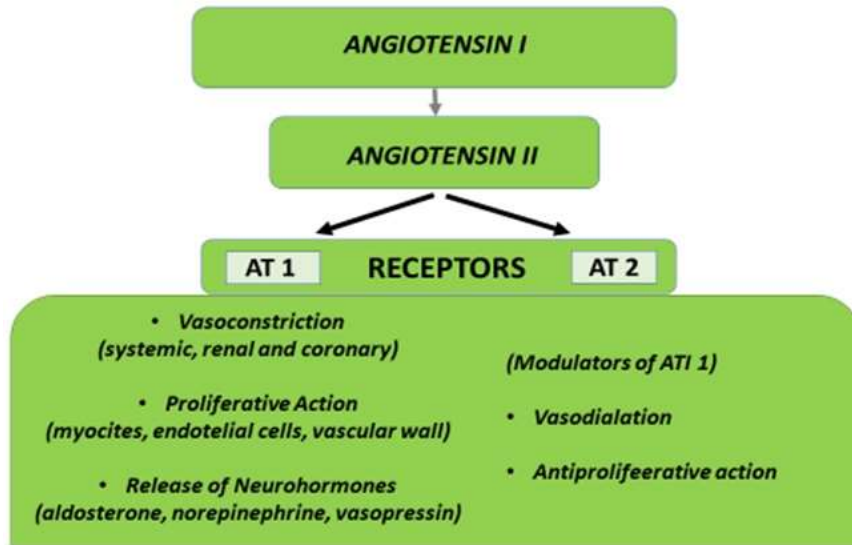 ANGIOTENSIN I
ANGIOTENSIN II
AT 1 RECEPTORS AT 2
• Vasoconstriction
(systemic, renal and coronary)
• Proliferative Action
(myocites, endotelial cells, vascular wall)
• Release of Neurohormones
(aldosterone, norepinephrine, vasopressin)
(Modulators of ATI 1)
• Vasodialation
• Antiprolifeerative action